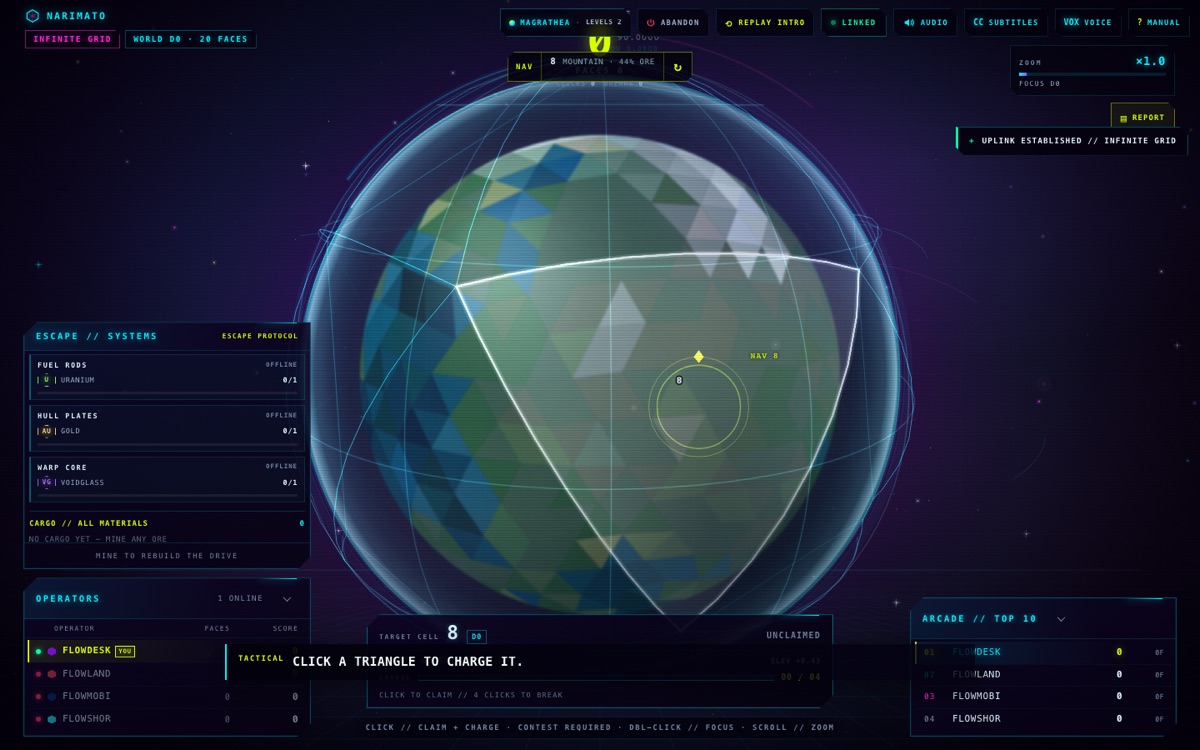 NARIMATO
INFINITE GRID
WORLD D0 · 20 FACES
MAGRATHEA · LEVELS 2
ABANDON
REPLAY INTRO
LINKED
AUDIO
CC SUBTITLES
VOX VOICE
? MANUAL
NAV
8 MOUNTAIN · 44% ORE
ZOOM
×1.0
FOCUS D0
REPORT
+ UPLINK ESTABLISHED // INFINITE GRID
NAV 8
8
ESCAPE // SYSTEMS
ESCAPE PROTOCOL
FUEL RODS
OFFLINE
U URANIUM
0/1
HULL PLATES
OFFLINE
AU GOLD
0/1
WARP CORE
OFFLINE
VG VOIDGLASS
0/1
CARGO // ALL MATERIALS
0
NO CARGO YET — MINE ANY ORE
MINE TO REBUILD THE DRIVE
OPERATORS
1 ONLINE
OPERATOR FACES SCORE
FLOWDESK YOU
FLOWLAND
FLOWMOBI 0 0
FLOWSHOR 0 0
TARGET CELL 8 D0
UNCLAIMED
TACTICAL CLICK A TRIANGLE TO CHARGE IT.
00 / 04
CLICK TO CLAIM // 4 CLICKS TO BREAK
CLICK // CLAIM + CHARGE · CONTEST REQUIRED · DBL-CLICK // FOCUS · SCROLL // ZOOM
ARCADE // TOP 10
01 FLOWDESK 0 0F
02 FLOWLAND 0 0F
03 FLOWMOBI 0 0F
04 FLOWSHOR 0 0F